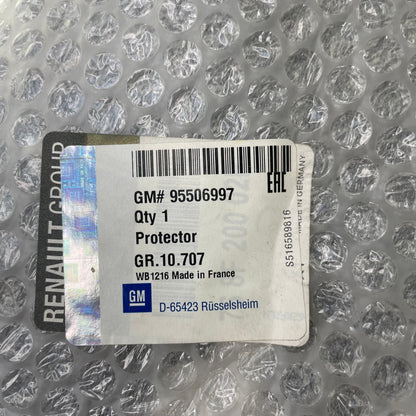 GM# 95506997
Qty 1
Protector
GR.10.707
WB1216 Made in France
GM
D-65423 Rüsselsheim
EAC
S516589816
MADE IN GERMANY
RENAULT GROUP